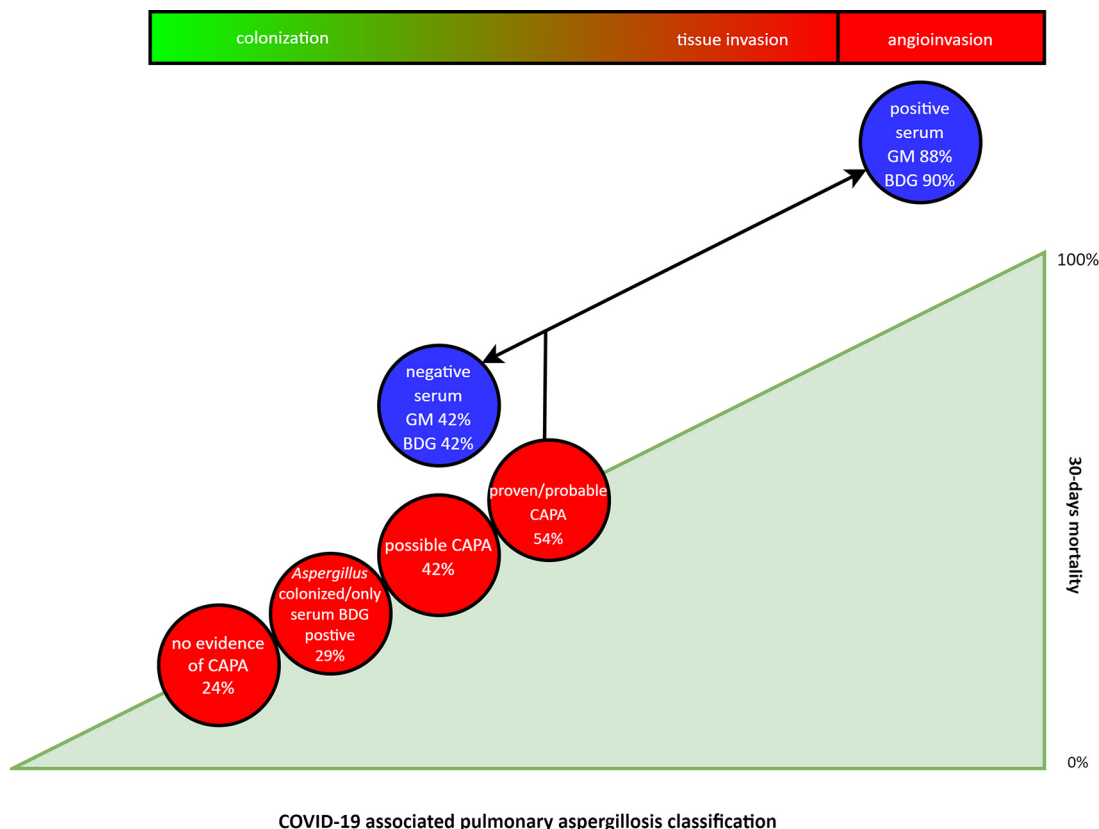 colonization
tissue invasion
angioinvasion
positive
serum
GM 88%
BDG 90%
100%
negative
serum
GM 42%
BDG 42%
proven/probable
CAPA
54%
possible CAPA
42%
Aspergillus
colonized/only
serum BDG
postive
29%
no evidence
of CAPA
24%
30-days mortality
0%
COVID-19 associated pulmonary aspergillosis classification